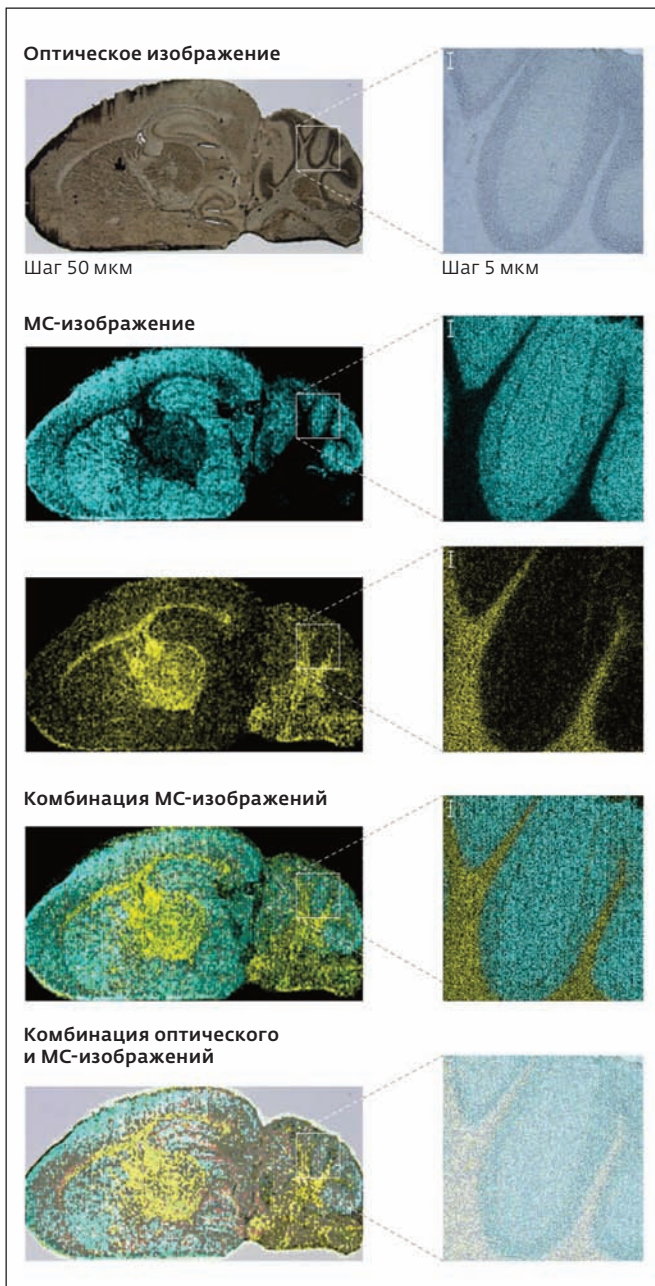 Оптическое изображение
Шаг 50 мкм
Шаг 5 мкм
МС-изображение
Комбинация МС-изображений
Комбинация оптического
и МС-изображений